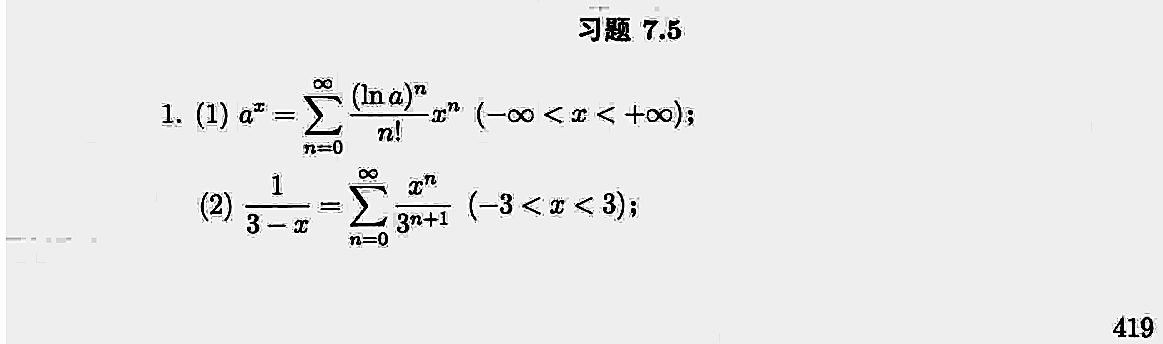 习题 7.5
1. (1) $a^x = \sum_{n=0}^{\infty} \frac{(\ln a)^n}{n!} x^n \ (-\infty < x < +\infty)$;
(2) $\frac{1}{3-x} = \sum_{n=0}^{\infty} \frac{x^n}{3^{n+1}} \ (-3 < x < 3)$;
419